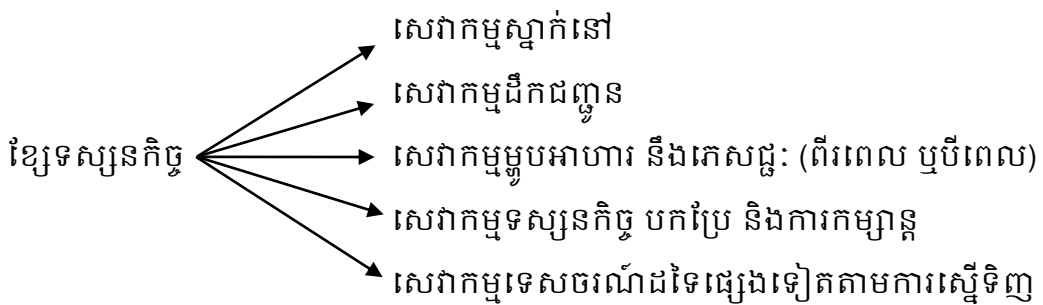 សេវាកម្មស្នាក់នៅ
សេវាកម្មដឹកជញ្ជូន
ខ្សែទស្សនកិច្ច
សេវាកម្មម្ហូបអាហារ នឹងភេសជ្ជៈ (ពីរពេល ឬបីពេល)
សេវាកម្មទស្សនកិច្ច បកប្រែ និងការកម្សាន្ត
សេវាកម្មទេសចរណ៍ដទៃផ្សេងទៀតតាមការស្នើទិញ